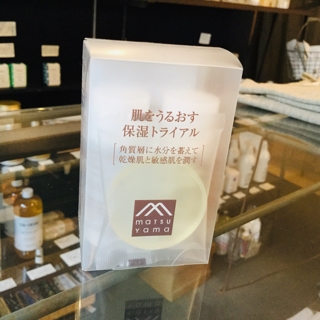 肌をうるおす
保湿トライアル
角質層に水分を蓄えて
乾燥肌と敏感肌を潤す
matsu
yama